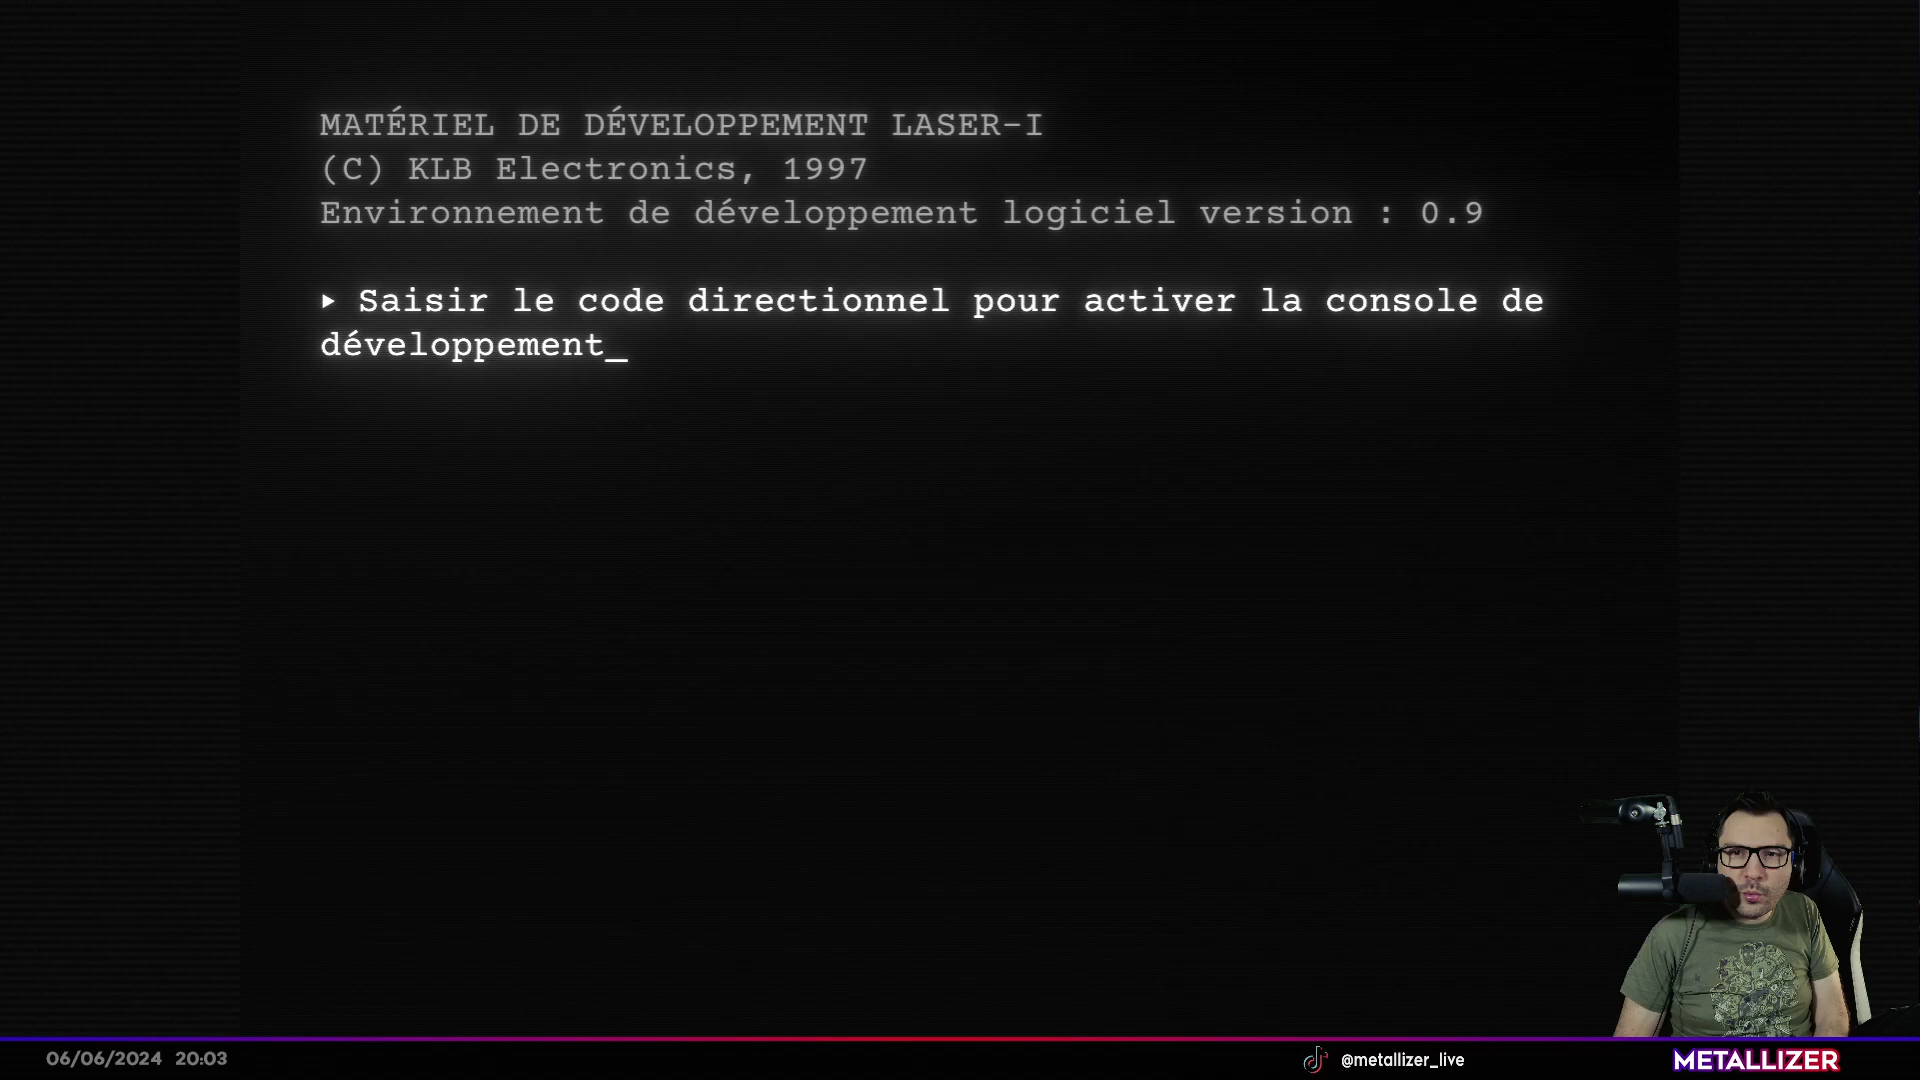 MATÉRIEL DE DÉVELOPPEMENT LASER-I
(C) KLB Electronics, 1997
Environnement de développement logiciel version : 0.9
▸ Saisir le code directionnel pour activer la console de
développement_
06/06/2024 20:03
@metallizer_live
METALLIZER